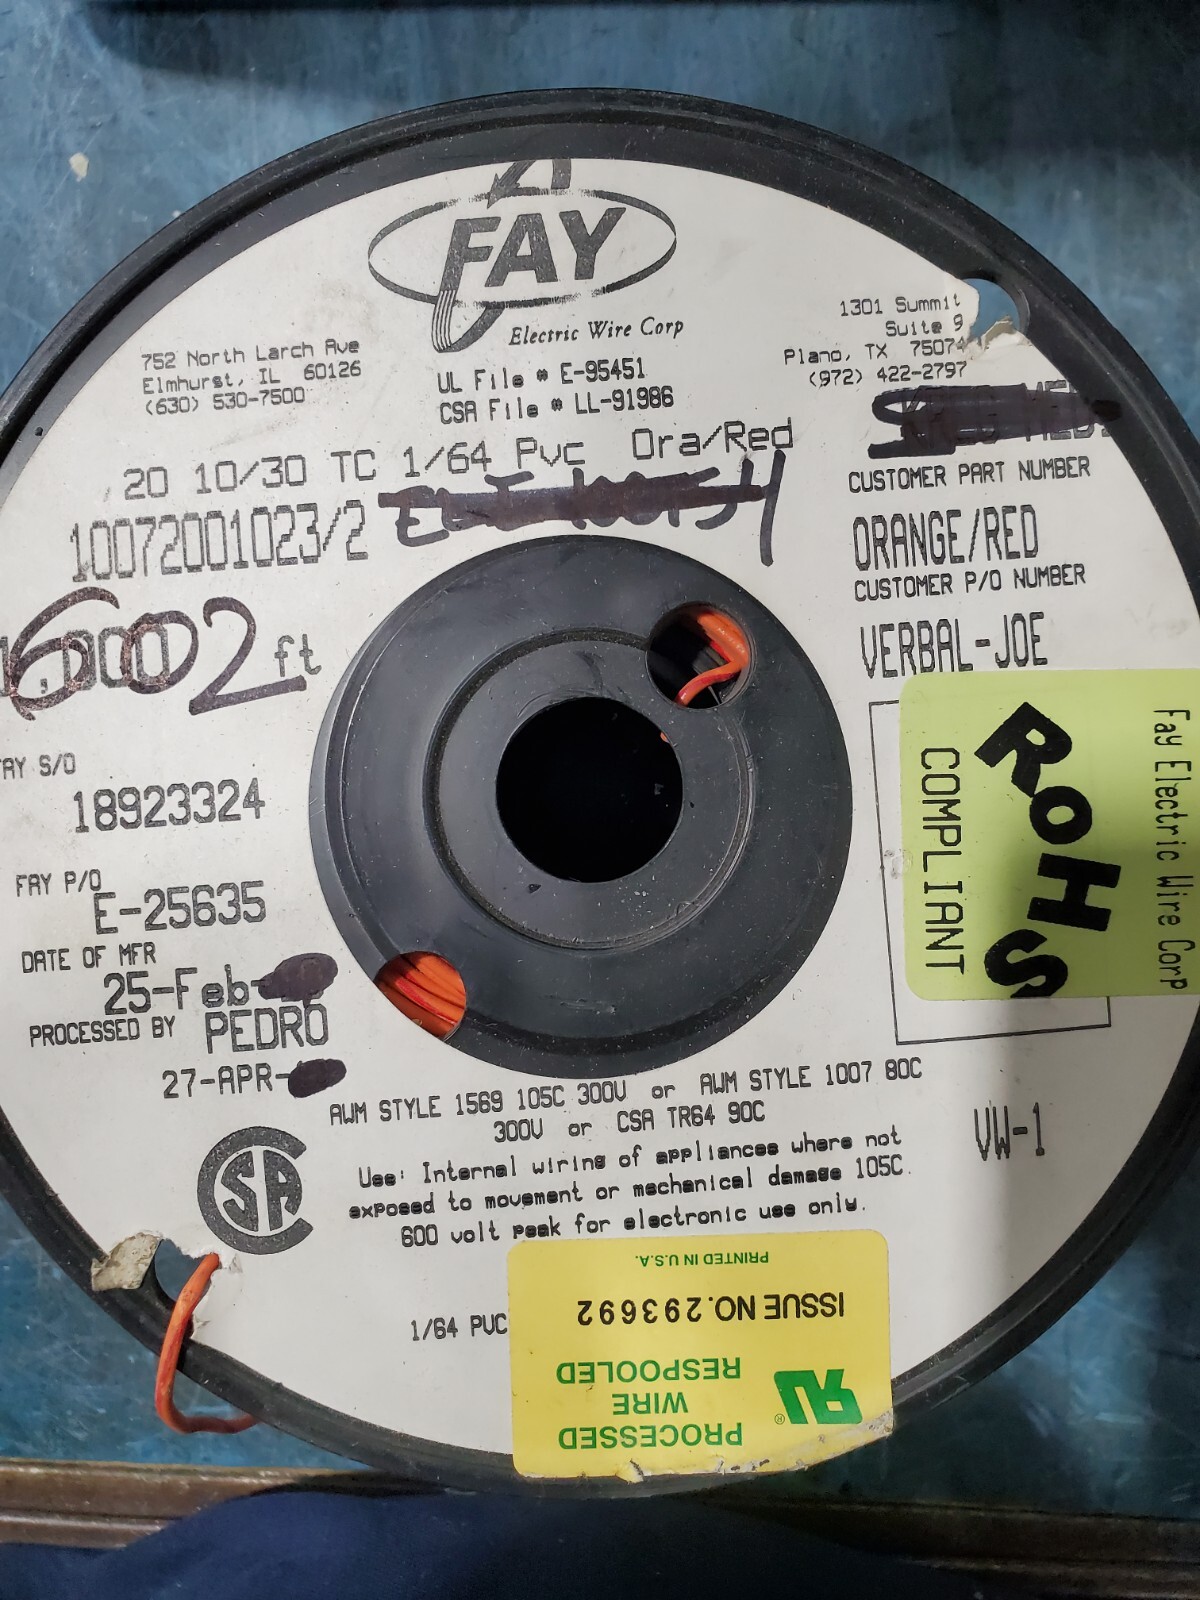 FAY
Electric Wire Corp
752 North Larch Ave
Elmhurst, IL 60126
(630) 530-7500
UL File # E-95451
CSA File # LL-91986
1301 Summit
Suite 9
Plano, TX 75074
(972) 422-2797
20 10/30 TC 1/64 Pvc Ora/Red
10072001023/2
CUSTOMER PART NUMBER
ORANGE/RED
CUSTOMER P/O NUMBER
VERBAL-JOE
ft
FAY S/O
18923324
FAY P/O
E-25635
DATE OF MFR
25-Feb-
PROCESSED BY PEDRO
27-APR-
RoHS
COMPLIANT
Fay Electric Wire Corp
AWM STYLE 1569 105C 300V or AWM STYLE 1007 80C
300V or CSA TR64 90C
VW-1
CSA
Use: Internal wiring of appliances where not
exposed to movement or mechanical damage 105C.
600 volt peak for electronic use only.
1/64 PVC
PROCESSED
WIRE
RESPOOLED
ISSUE NO. 293692
PRINTED IN U.S.A.